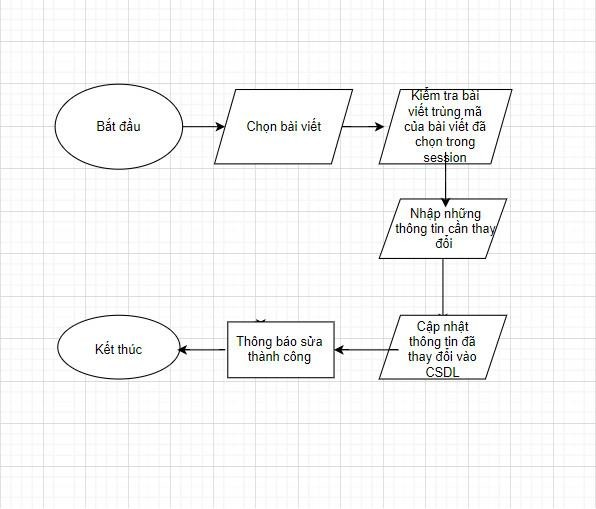 Bắt đầu
Chọn bài viết
Kiểm tra bài
viết trùng mã
của bài viết đã
chọn trong
session
Nhập những
thông tin cần thay
đổi
Cập nhật
thông tin đã
thay đổi vào
CSDL
Thông báo sửa
thành công
Kết thúc